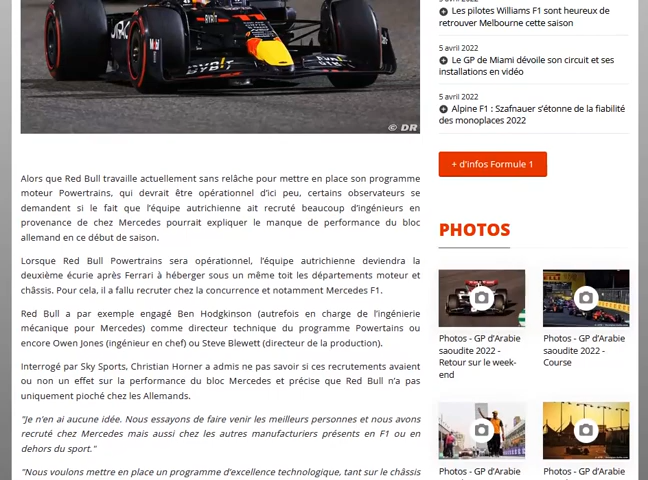 ORACLE
BYBIT
BYBIT
© DR
Alors que Red Bull travaille actuellement sans relâche pour mettre en place son programme
moteur Powertrains, qui devrait être opérationnel d'ici peu, certains observateurs se
demandent si le fait que l'équipe autrichienne ait recruté beaucoup d'ingénieurs en
provenance de chez Mercedes pourrait expliquer le manque de performance du bloc
allemand en ce début de saison.
Lorsque Red Bull Powertrains sera opérationnel, l'équipe autrichienne deviendra la
deuxième écurie après Ferrari à héberger sous un même toit les départements moteur et
châssis. Pour cela, il a fallu recruter chez la concurrence et notamment Mercedes F1.
Red Bull a par exemple engagé Ben Hodgkinson (autrefois en charge de l'ingénierie
mécanique pour Mercedes) comme directeur technique du programme Powertains ou
encore Owen Jones (ingénieur en chef) ou Steve Blewett (directeur de la production).
Interrogé par Sky Sports, Christian Horner a admis ne pas savoir si ces recrutements avaient
ou non un effet sur la performance du bloc Mercedes et précise que Red Bull n'a pas
uniquement pioché chez les Allemands.
"Je n'en ai aucune idée. Nous essayons de faire venir les meilleurs personnes et nous avons
recruté chez Mercedes mais aussi chez les autres manufacturiers présents en F1 ou en
dehors du sport."
"Nous voulons mettre en place un programme d'excellence technologique, tant sur le châssis
5 avril 2022
Les pilotes Williams F1 sont heureux de
retrouver Melbourne cette saison
5 avril 2022
Le GP de Miami dévoile son circuit et ses
installations en vidéo
5 avril 2022
Alpine F1 : Szafnauer s'étonne de la fiabilité
des monoplaces 2022
+ d'infos Formule 1
PHOTOS
Photos - GP d'Arabie
saoudite 2022 -
Retour sur le week-
end
Photos - GP d'Arabie
saoudite 2022 -
Course
Photos - GP d'Arabie
Photos - GP d'Arabie